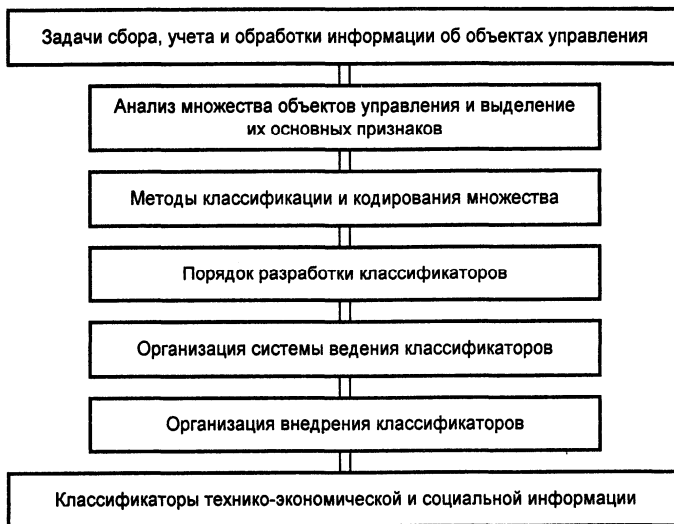 Задачи сбора, учета и обработки информации об объектах управления
Анализ множества объектов управления и выделение
их основных признаков
Методы классификации и кодирования множества
Порядок разработки классификаторов
Организация системы ведения классификаторов
Организация внедрения классификаторов
Классификаторы технико-экономической и социальной информации